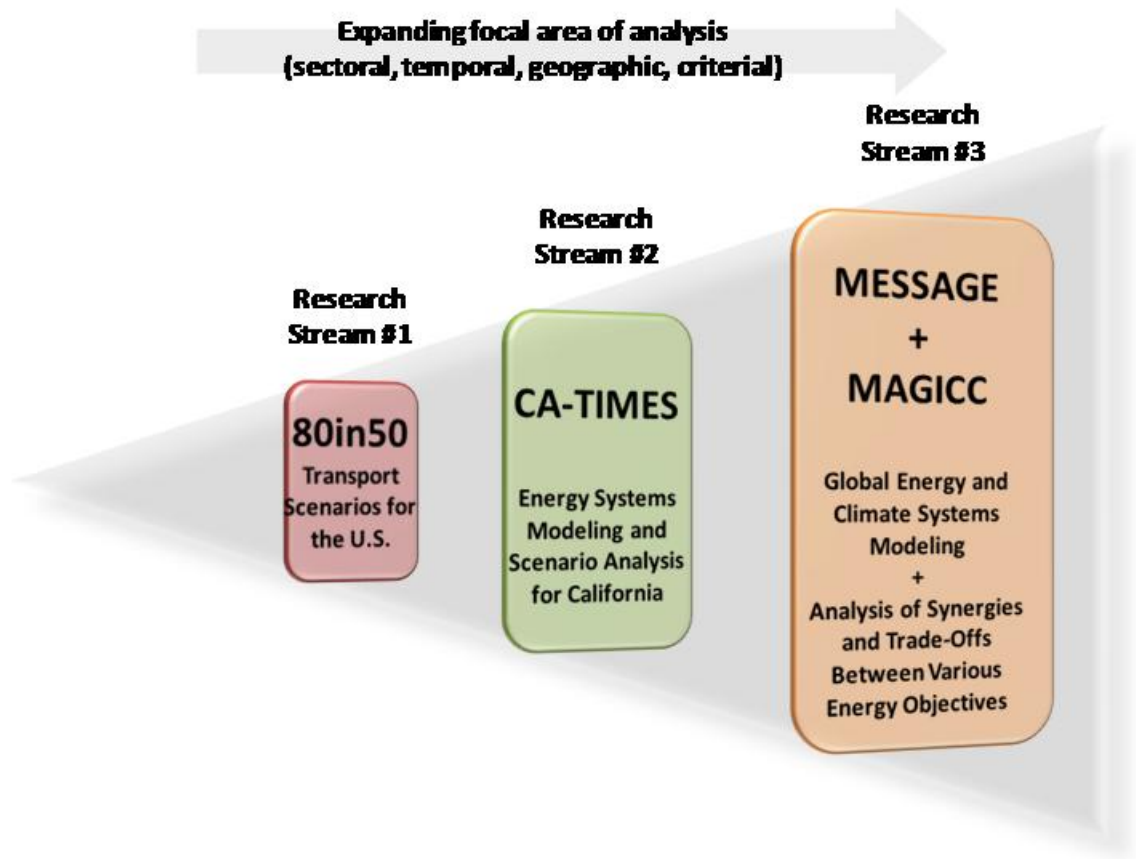 Expanding focal area of analysis
(sectoral, temporal, geographic, criterial)
Research
Stream #1
80in50
Transport
Scenarios for
the U.S.
Research
Stream #2
CA-TIMES
Energy Systems
Modeling and
Scenario Analysis
for California
Research
Stream #3
MESSAGE
+
MAGICC
Global Energy and
Climate Systems
Modeling
+
Analysis of Synergies
and Trade-Offs
Between Various
Energy Objectives